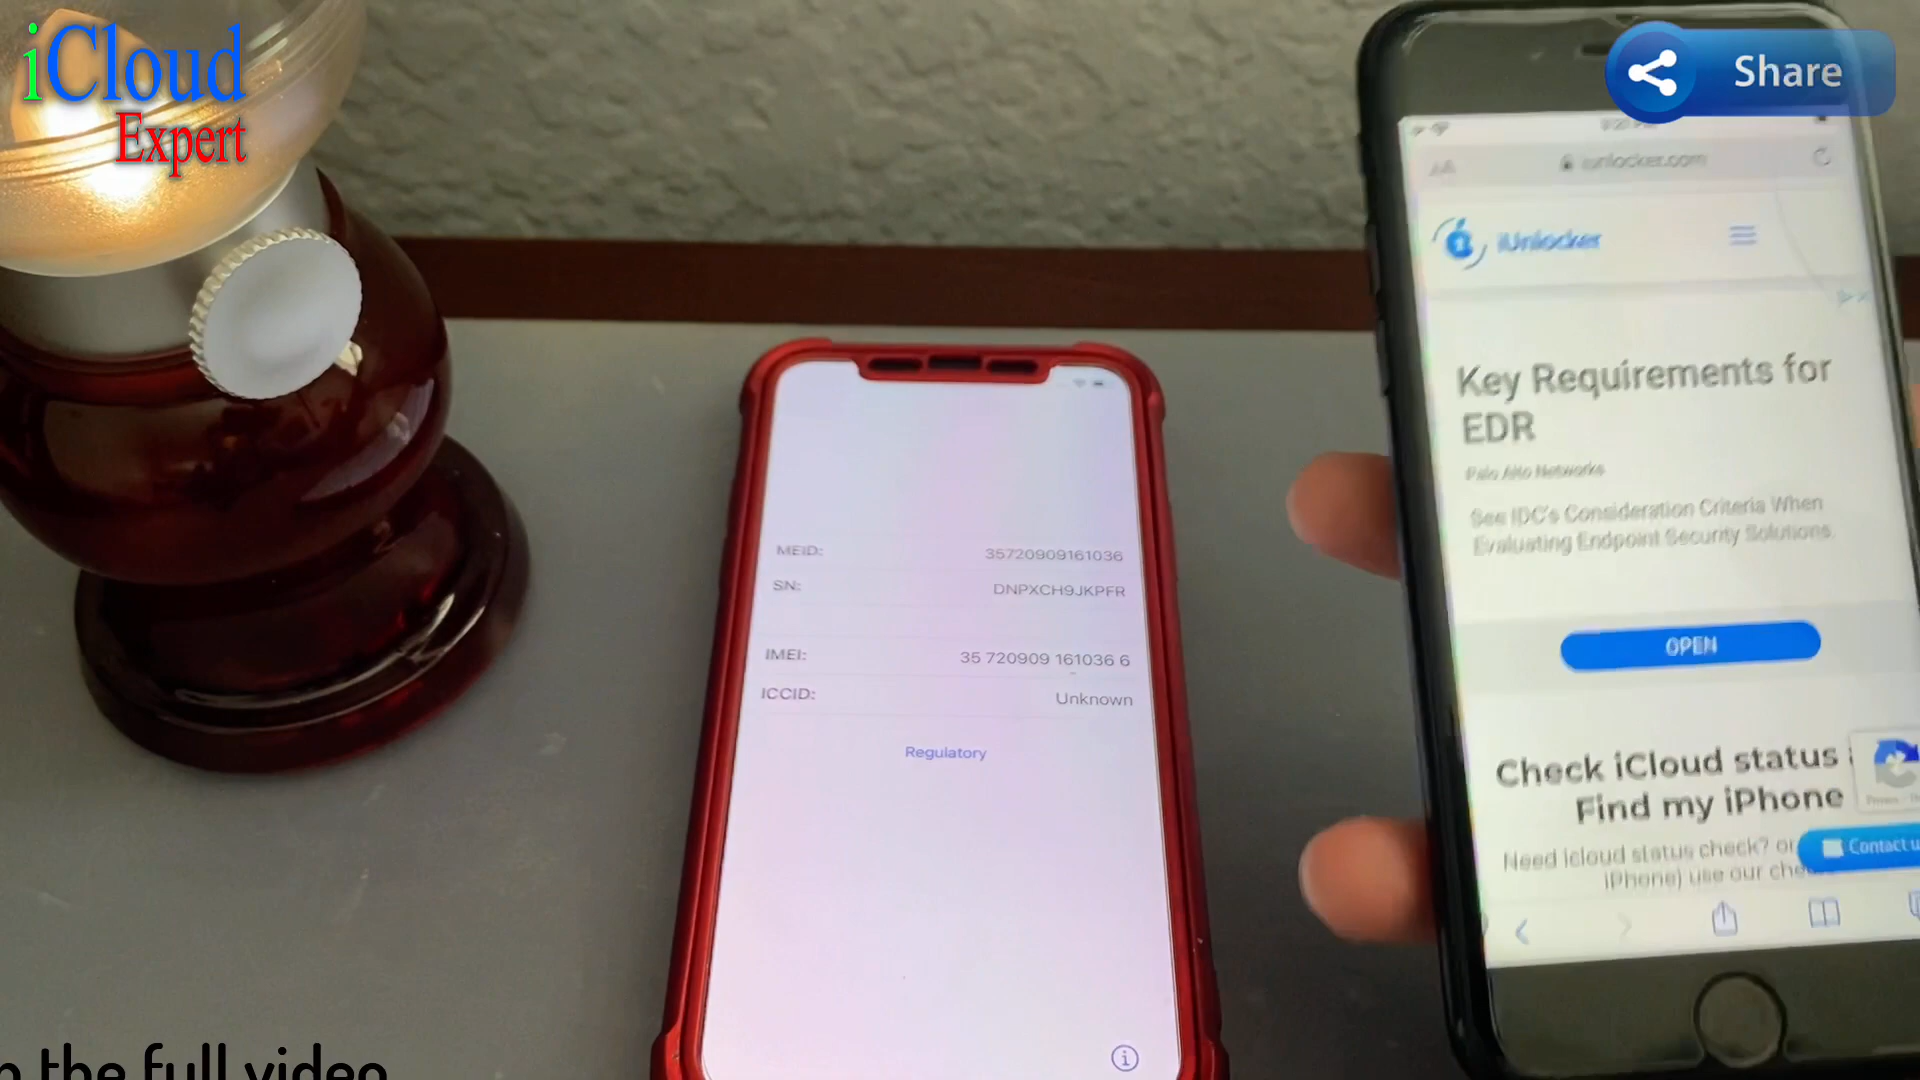 iCloud
Expert
Share
iunlocker.com
iUnlocker
Key Requirements for
EDR
Palo Alto Networks
See IDC's Consideration Criteria When
Evaluating Endpoint Security Solutions.
OPEN
Check iCloud status
Find my iPhone
Need icloud status check? or
iPhone) use our
Contact
MEID: 35720909161036
SN: DNPXCH9JKPFR
IMEI: 35 720909 161036 6
ICCID: Unknown
Regulatory
the full video